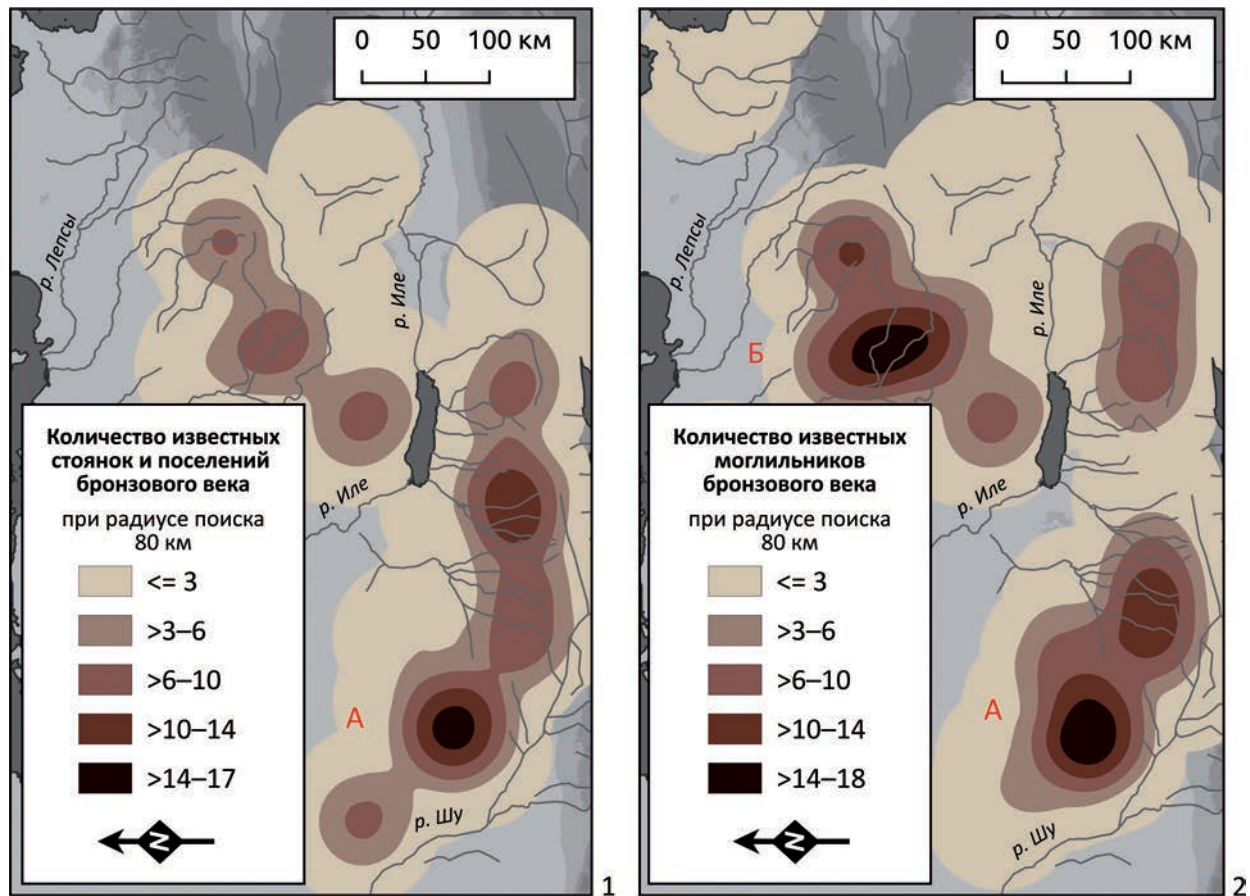 0 50 100 км
р. Лепсы
р. Иле
р. Иле
Количество известных
стоянок и поселений
бронзового века
при радиусе поиска
80 км
<= 3
>3–6
>6–10
>10–14
>14–17
N
А
р. Шу
1
0 50 100 км
р. Лепсы
р. Иле
Б
р. Иле
Количество известных
моглильников
бронзового века
при радиусе поиска
80 км
<= 3
>3–6
>6–10
>10–14
>14–18
N
А
р. Шу
2